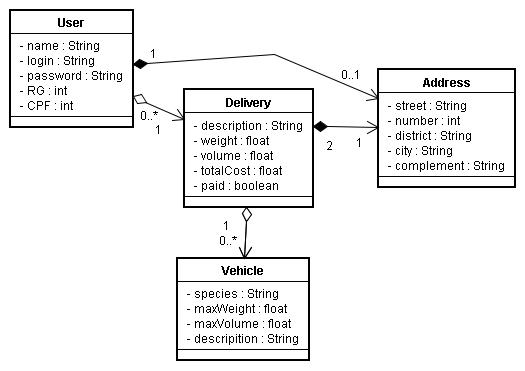 User
- name : String
- login : String
- password : String
- RG : int
- CPF : int
1
0..1
0..*
1
Address
- street : String
- number : int
- district : String
- city : String
- complement : String
Delivery
- description : String
- weight : float
- volume : float
- totalCost : float
- paid : boolean
2
1
1
0..*
Vehicle
- species : String
- maxWeight : float
- maxVolume : float
- descripition : String